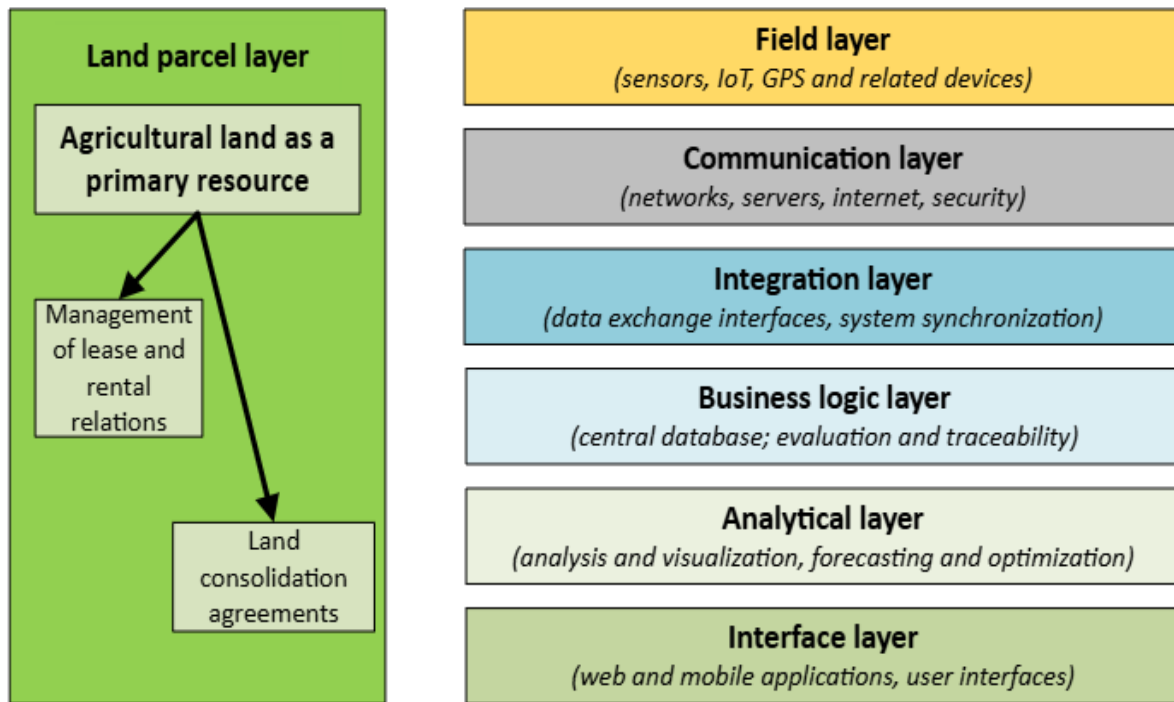 Land parcel layer
Agricultural land as a
primary resource
Management
of lease and
rental
relations
Land
consolidation
agreements
Field layer
(sensors, IoT, GPS and related devices)
Communication layer
(networks, servers, internet, security)
Integration layer
(data exchange interfaces, system synchronization)
Business logic layer
(central database; evaluation and traceability)
Analytical layer
(analysis and visualization, forecasting and optimization)
Interface layer
(web and mobile applications, user interfaces)